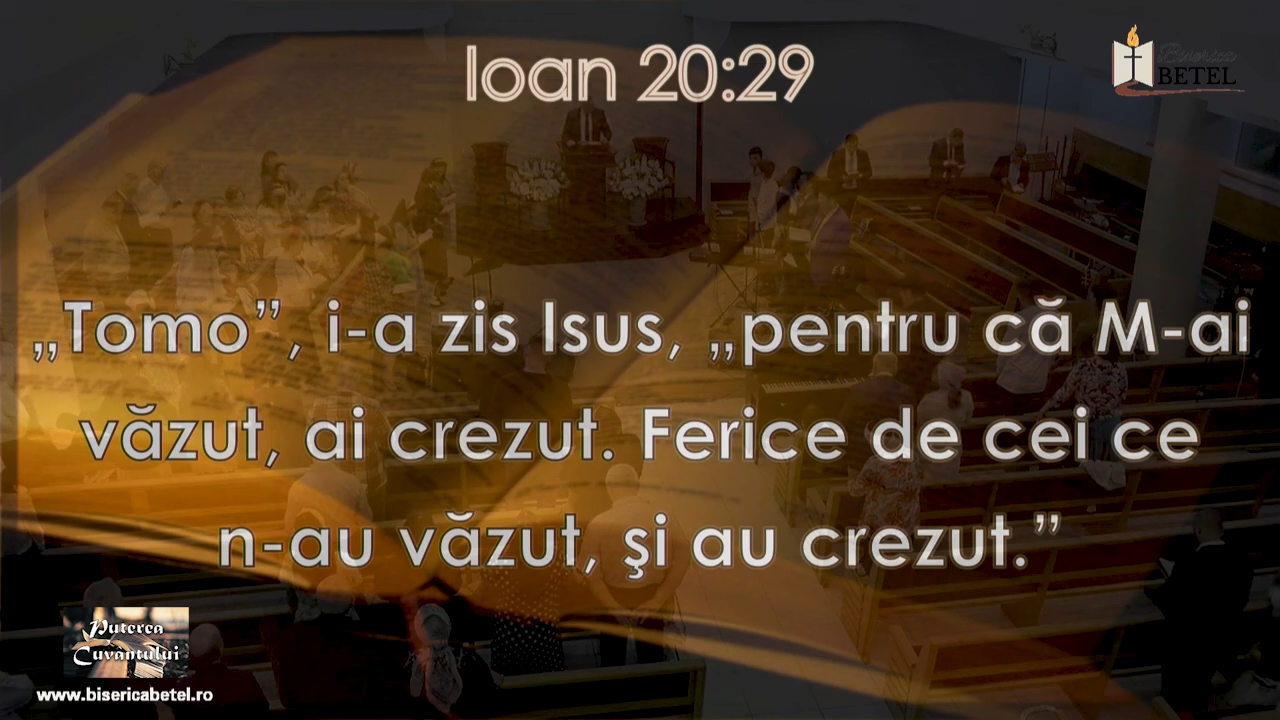 Ioan 20:29
Biserica
BETEL
„Tomo”, i-a zis Isus, „pentru că M-ai
văzut, ai crezut. Ferice de cei ce
n-au văzut, şi au crezut.”
Puterea
Cuvântului
www.bisericabetel.ro